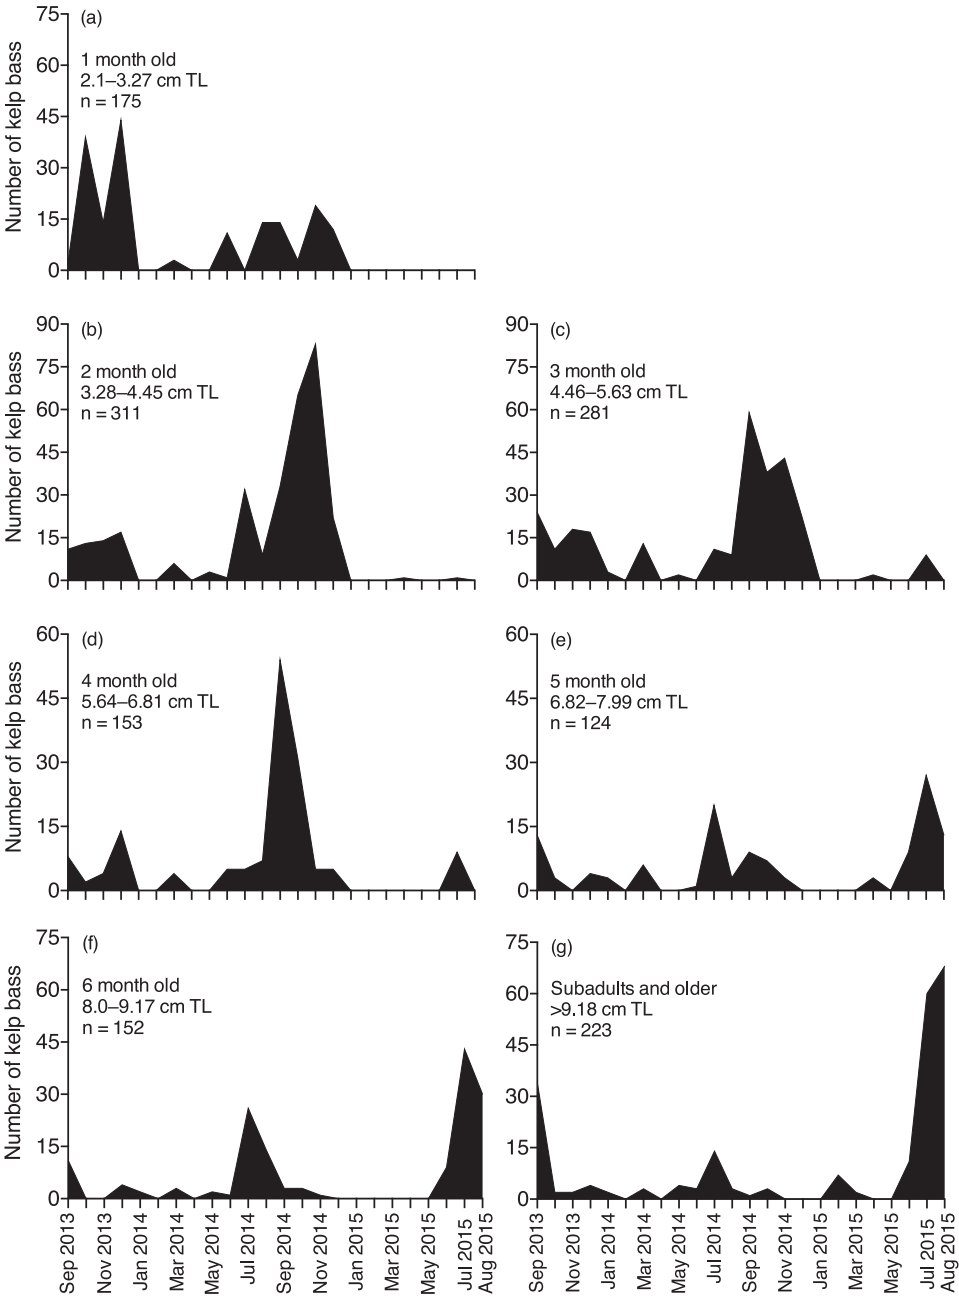 (a)
1 month old
2.1–3.27 cm TL
n = 175
Number of kelp bass
75
60
45
30
15
0
(b)
2 month old
3.28–4.45 cm TL
n = 311
Number of kelp bass
90
75
60
45
30
15
0
(c)
3 month old
4.46–5.63 cm TL
n = 281
90
75
60
45
30
15
0
(d)
4 month old
5.64–6.81 cm TL
n = 153
Number of kelp bass
60
45
30
15
0
(e)
5 month old
6.82–7.99 cm TL
n = 124
60
45
30
15
0
(f)
6 month old
8.0–9.17 cm TL
n = 152
Number of kelp bass
75
60
45
30
15
0
Sep 2013
Nov 2013
Jan 2014
Mar 2014
May 2014
Jul 2014
Sep 2014
Nov 2014
Jan 2015
Mar 2015
May 2015
Jul 2015
Aug 2015
(g)
Subadults and older
>9.18 cm TL
n = 223
75
60
45
30
15
0
Sep 2013
Nov 2013
Jan 2014
Mar 2014
May 2014
Jul 2014
Sep 2014
Nov 2014
Jan 2015
Mar 2015
May 2015
Jul 2015
Aug 2015